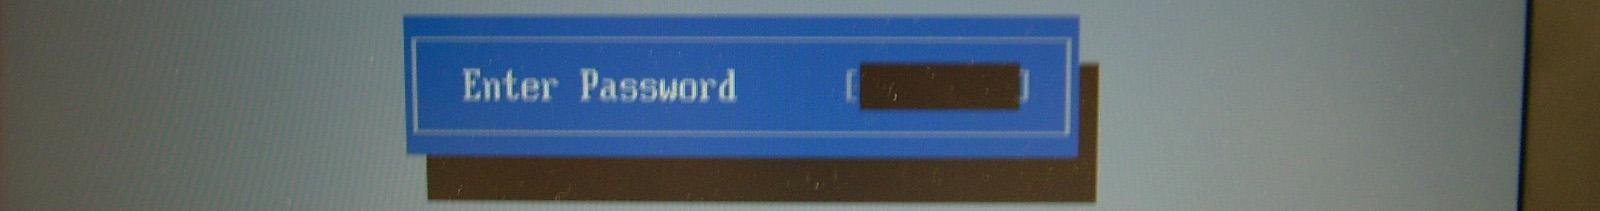 Enter Password [ ]